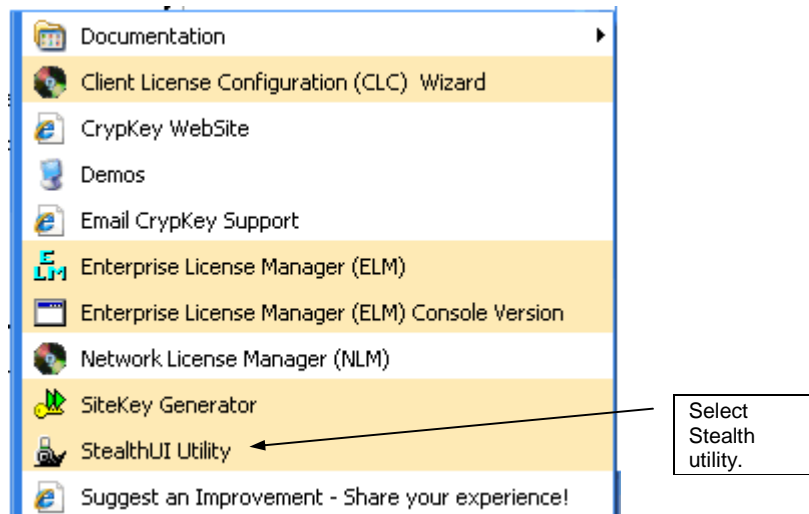 Documentation
Client License Configuration (CLC) Wizard
CrypKey WebSite
Demos
Email CrypKey Support
ELM
Enterprise License Manager (ELM)
Enterprise License Manager (ELM) Console Version
Network License Manager (NLM)
SiteKey Generator
StealthUI Utility
Suggest an Improvement - Share your experience!
Select
Stealth
utility.